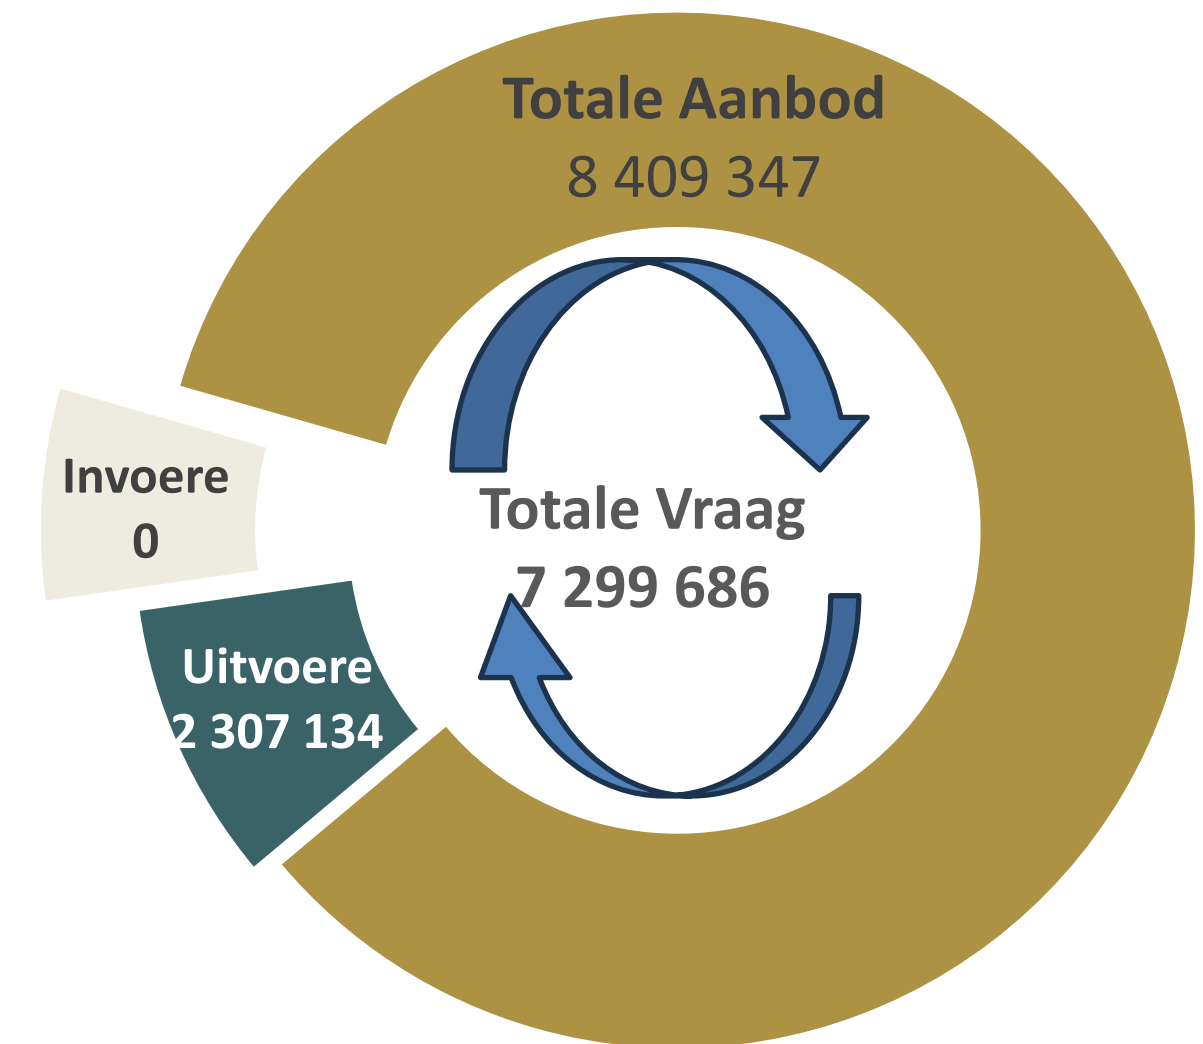 Totale Aanbod
8 409 347
Invoere
0
Totale Vraag
7 299 686
Uitvoere
2 307 134